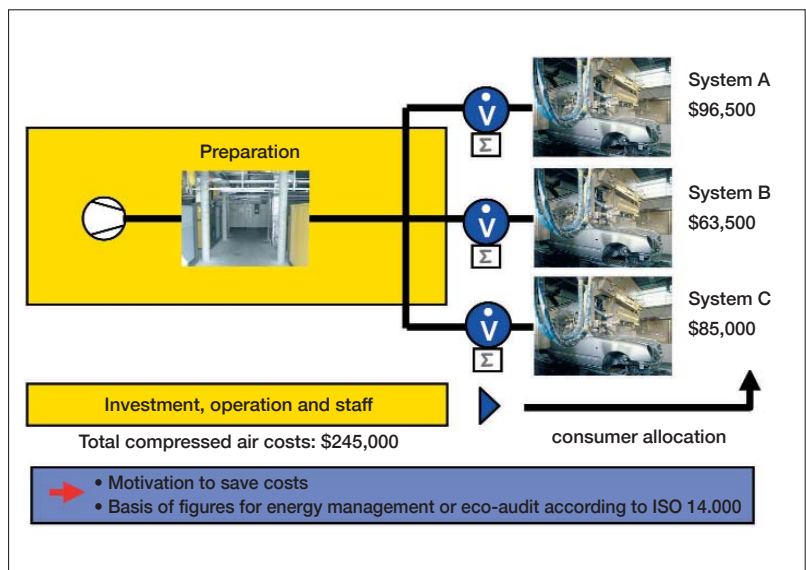 Preparation
V
Σ
System A
$96,500
V
Σ
System B
$63,500
V
Σ
System C
$85,000
Investment, operation and staff
Total compressed air costs: $245,000
consumer allocation
• Motivation to save costs
• Basis of figures for energy management or eco-audit according to ISO 14.000